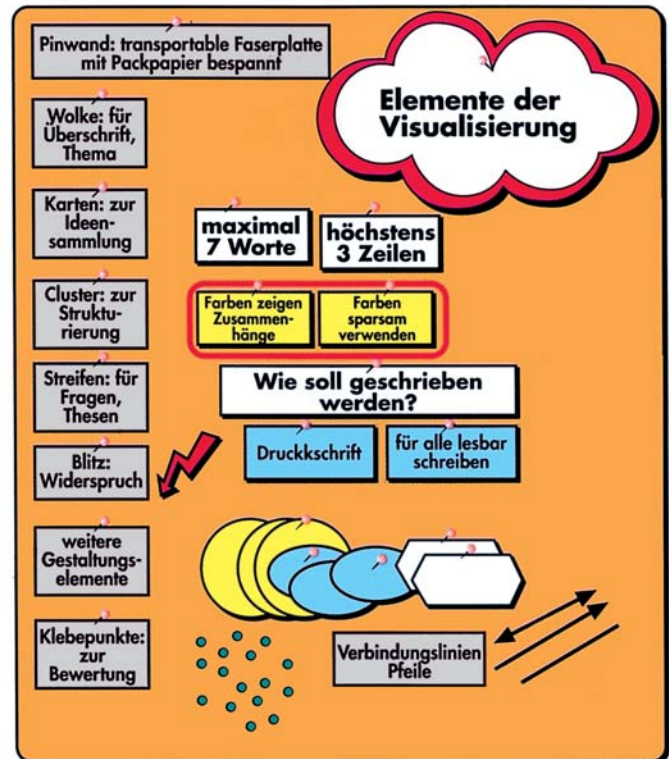 Pinwand: transportable Faserplatte
mit Packpapier bespannt
Elemente der
Visualisierung
Wolke: für
Überschrift,
Thema
Karten: zur
Ideen-
sammlung
maximal
7 Worte
höchstens
3 Zeilen
Cluster: zur
Struktu-
rierung
Farben zeigen
Zusammen-
hänge
Farben
sparsam
verwenden
Streifen: für
Fragen,
Thesen
Wie soll geschrieben
werden?
Blitz:
Widerspruch
Druckkschrift
für alle lesbar
schreiben
weitere
Gestaltungs-
elemente
Klebepunkte:
zur
Bewertung
Verbindungslinien
Pfeile